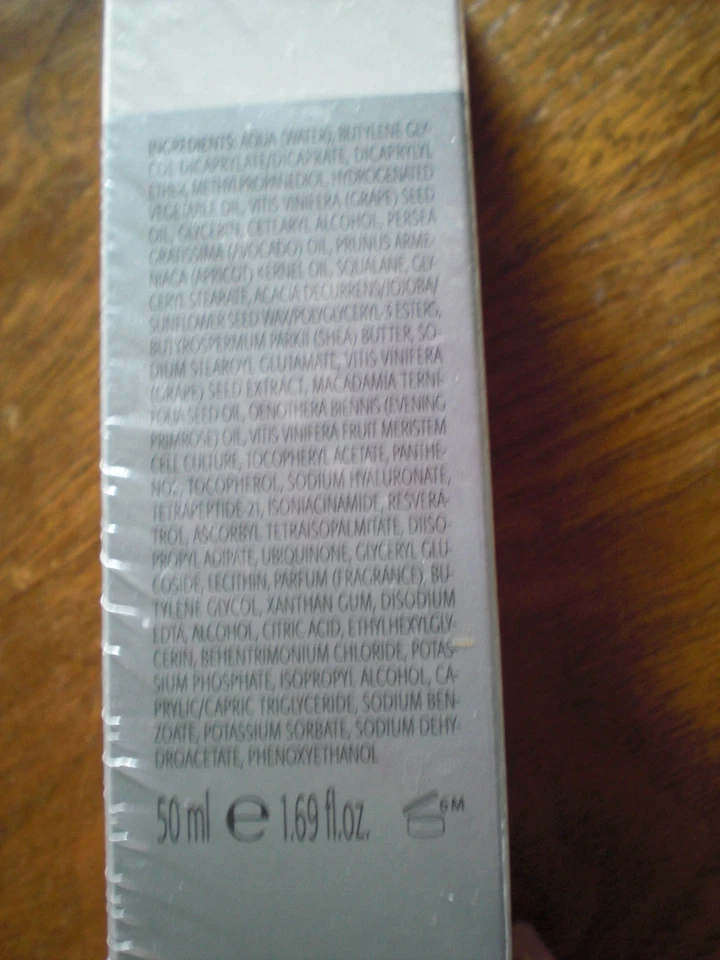 INGREDIENTS: AQUA (WATER), BUTYLENE GLY-
COL DICAPRYLATE/DICAPRATE, DICAPRYLYL
ETHER, METHYLPROPANEDIOL, HYDROGENATED
VEGETABLE OIL, VITIS VINIFERA (GRAPE) SEED
OIL, GLYCERIN, CETEARYL ALCOHOL, PERSEA
GRATISSIMA (AVOCADO) OIL, PRUNUS ARME-
NIACA (APRICOT) KERNEL OIL, SQUALANE, GLY-
CERYL STEARATE, ACACIA DECURRENS/JOJOBA/
SUNFLOWER SEED WAX/POLYGLYCERYL-3 ESTERS,
BUTYROSPERMUM PARKII (SHEA) BUTTER, SO-
DIUM STEAROYL GLUTAMATE, VITIS VINIFERA
(GRAPE) SEED EXTRACT, MACADAMIA TERNI-
FOLIA SEED OIL, OENOTHERA BIENNIS (EVENING
PRIMROSE) OIL, VITIS VINIFERA FRUIT MERISTEM
CELL CULTURE, TOCOPHERYL ACETATE, PANTHE-
NOL, TOCOPHEROL, SODIUM HYALURONATE,
TETRAPEPTIDE-21, ISONIACINAMIDE, RESVERA-
TROL, ASCORBYL TETRAISOPALMITATE, DIISO-
PROPYL ADIPATE, UBIQUINONE, GLYCERYL GLU-
COSIDE, LECITHIN, PARFUM (FRAGRANCE), BU-
TYLENE GLYCOL, XANTHAN GUM, DISODIUM
EDTA, ALCOHOL, CITRIC ACID, ETHYLHEXYLGLY-
CERIN, BEHENTRIMONIUM CHLORIDE, POTAS-
SIUM PHOSPHATE, ISOPROPYL ALCOHOL, CA-
PRYLIC/CAPRIC TRIGLYCERIDE, SODIUM BEN-
ZOATE, POTASSIUM SORBATE, SODIUM DEHY-
DROACETATE, PHENOXYETHANOL
50 ml e 1.69 fl.oz. 6M